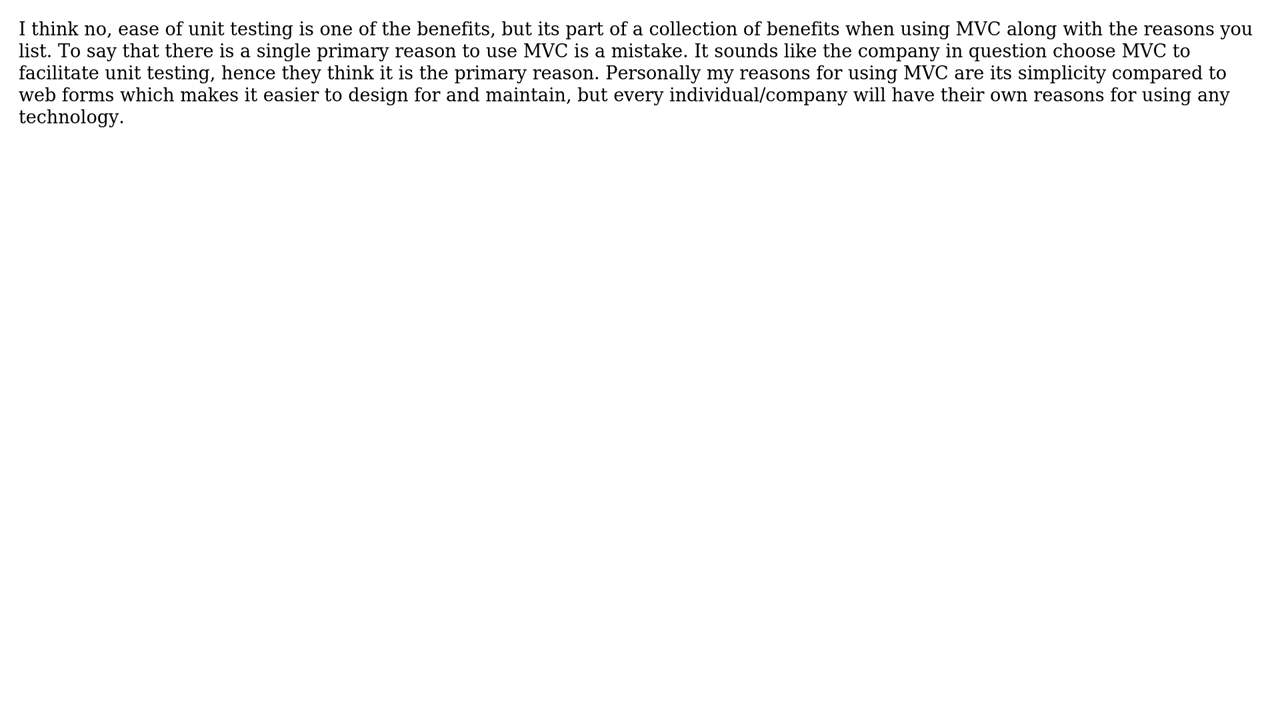 I think no, ease of unit testing is one of the benefits, but its part of a collection of benefits when using MVC along with the reasons you
list. To say that there is a single primary reason to use MVC is a mistake. It sounds like the company in question choose MVC to
facilitate unit testing, hence they think it is the primary reason. Personally my reasons for using MVC are its simplicity compared to
web forms which makes it easier to design for and maintain, but every individual/company will have their own reasons for using any
technology.